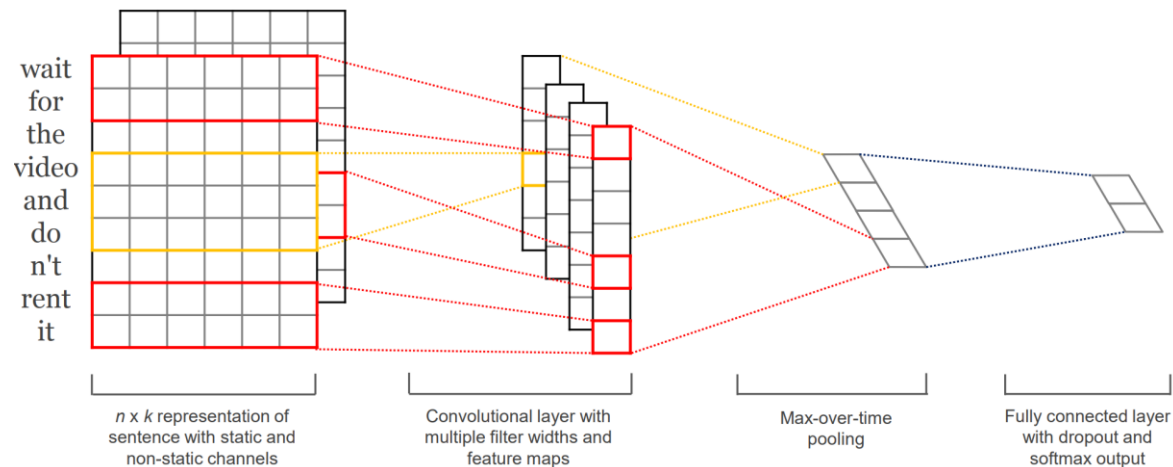 wait
for
the
video
and
do
n't
rent
it
n x k representation of
sentence with static and
non-static channels
Convolutional layer with
multiple filter widths and
feature maps
Max-over-time
pooling
Fully connected layer
with dropout and
softmax output